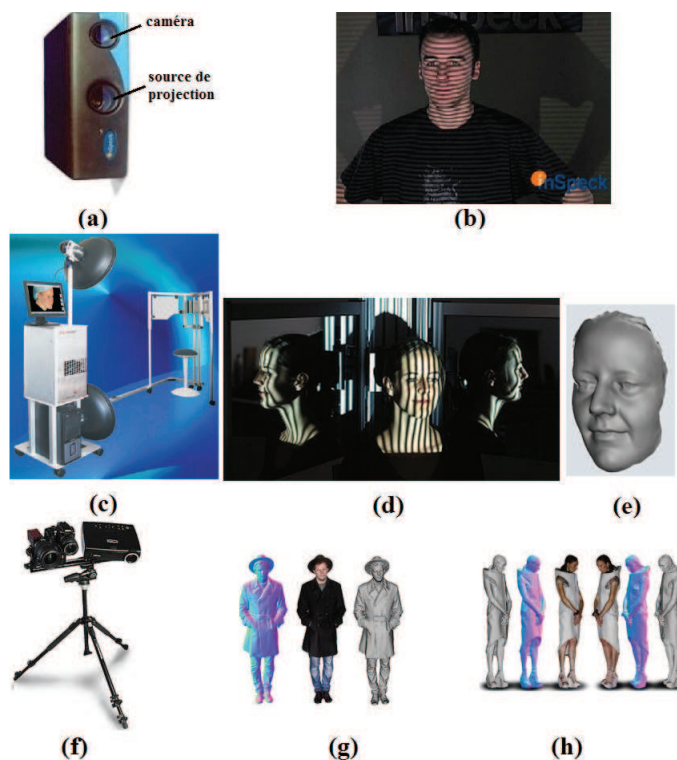 caméra
source de
projection
(a)
inSpeck
inSpeck
(b)
(c)
(d)
(e)
(f)
(g)
(h)